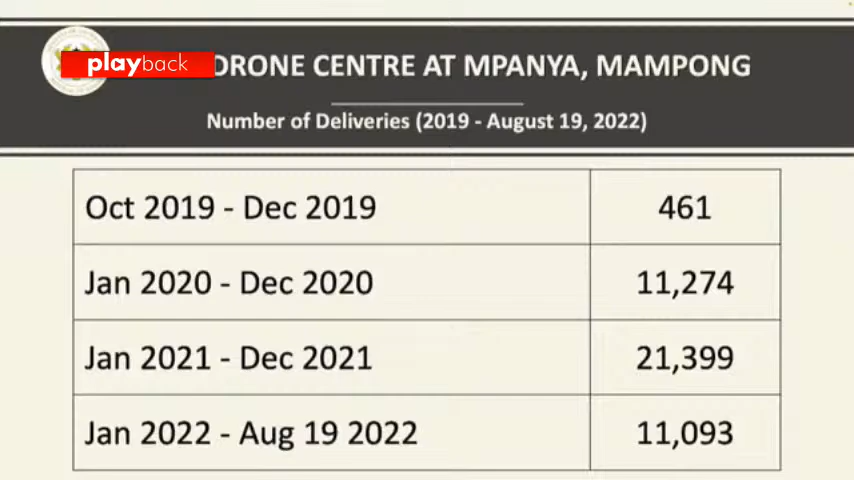 playback
DRONE CENTRE AT MPANYA, MAMPONG
Number of Deliveries (2019 - August 19, 2022)
Oct 2019 - Dec 2019 461
Jan 2020 - Dec 2020 11,274
Jan 2021 - Dec 2021 21,399
Jan 2022 - Aug 19 2022 11,093